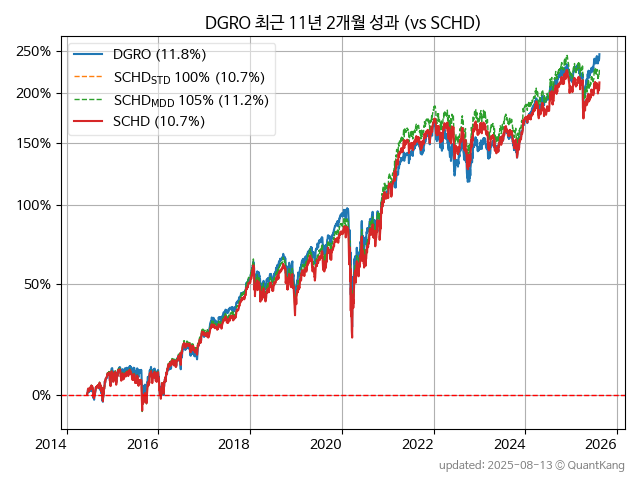 DGRO 최근 11년 2개월 성과 (vs SCHD)
DGRO (11.8%)
SCHD_STD 100% (10.7%)
SCHD_MDD 105% (11.2%)
SCHD (10.7%)
250%
200%
150%
100%
50%
0%
2014 2016 2018 2020 2022 2024 2026
updated: 2025-08-13 ⓒ QuantKang